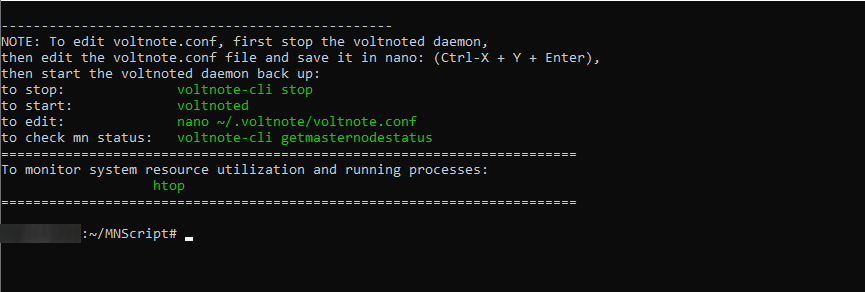 -------------------------------------------------
NOTE: To edit voltnote.conf, first stop the voltnoted daemon,
then edit the voltnote.conf file and save it in nano: (Ctrl-X + Y + Enter),
then start the voltnoted daemon back up:
to stop:              voltnote-cli stop
to start:             voltnoted
to edit:              nano ~/.voltnote/voltnote.conf
to check mn status:   voltnote-cli getmasternodestatus
========================================================================
To monitor system resource utilization and running processes:
                   htop
========================================================================
:~/MNScript#